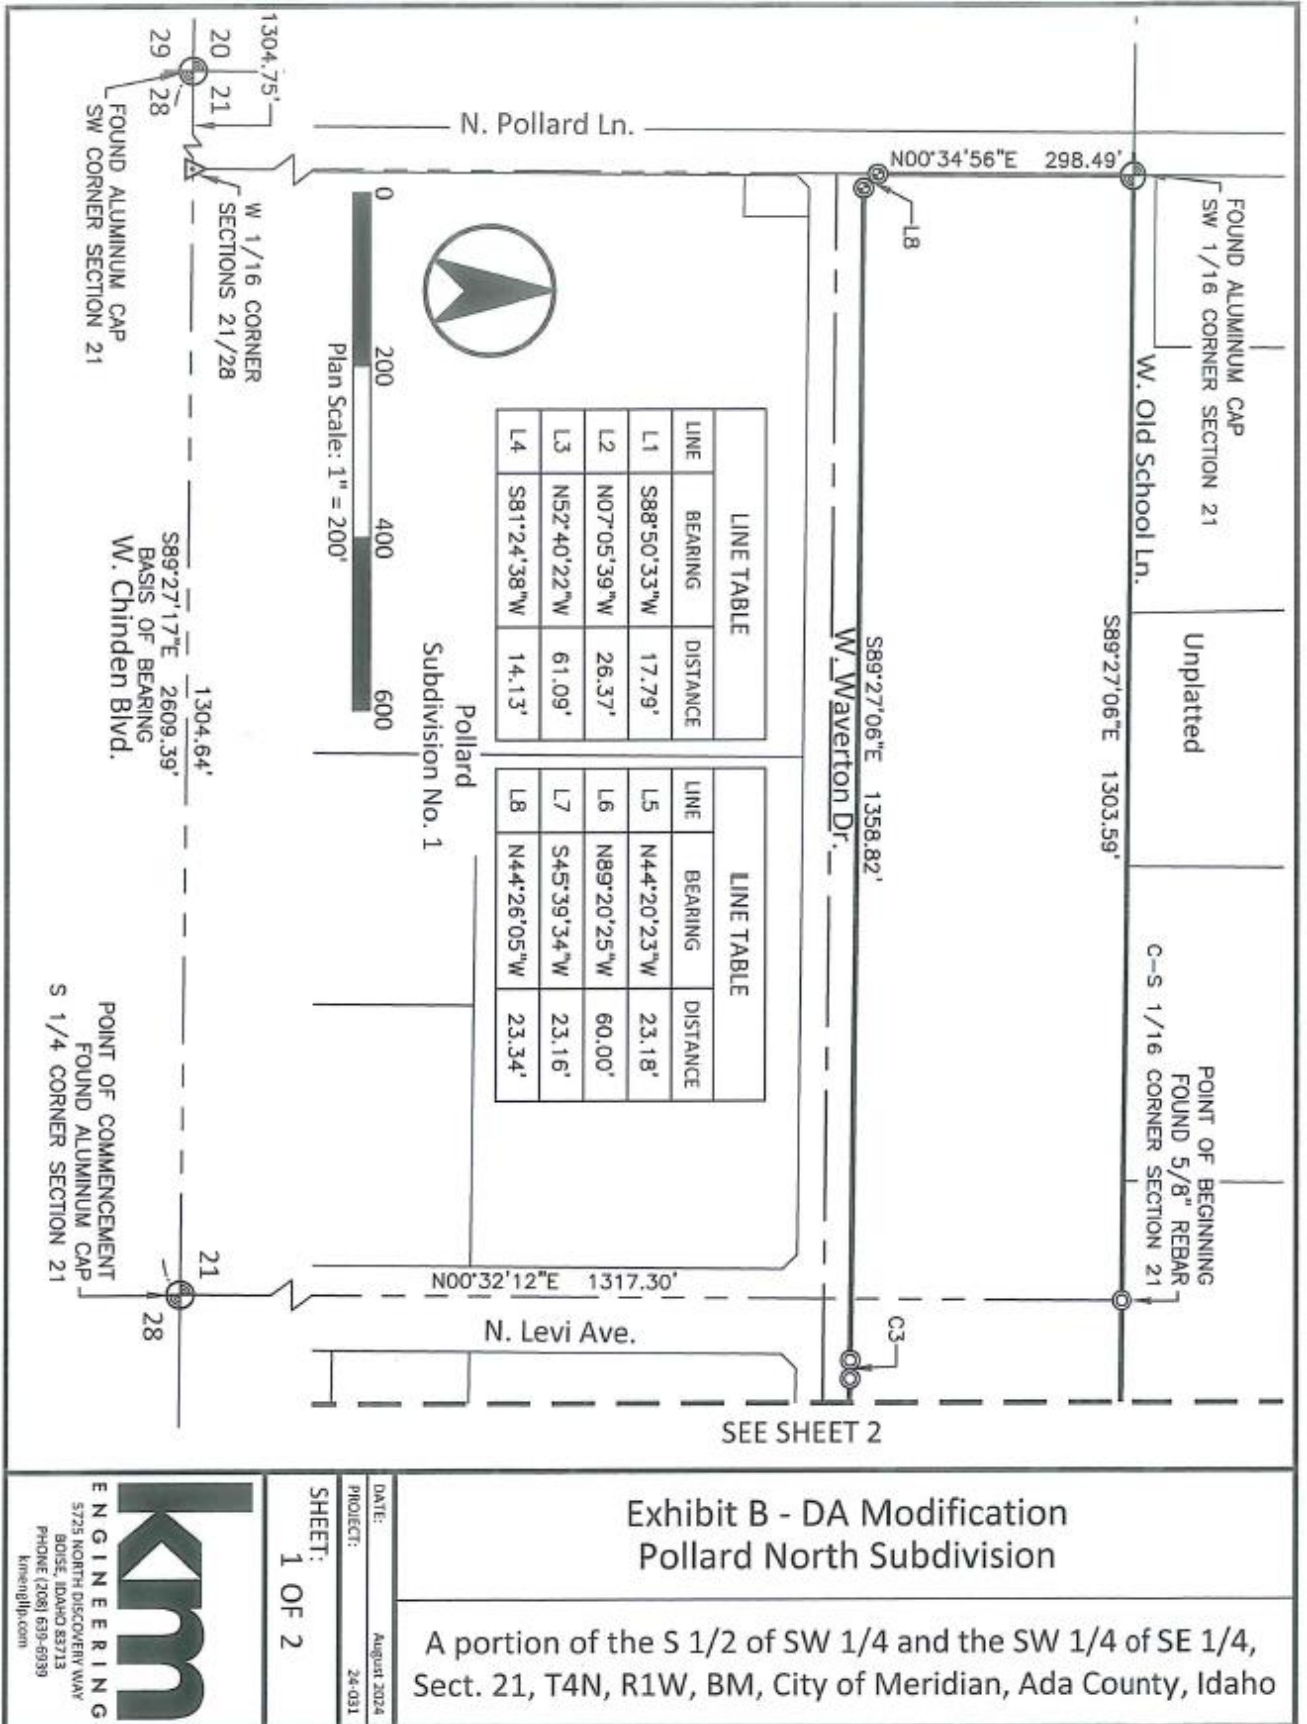 1304.75'
20
21
29
28
FOUND ALUMINUM CAP
SW CORNER SECTION 21
W 1/16 CORNER
SECTIONS 21/28
N. Pollard Ln.
N00°34'56"E 298.49'
L8
FOUND ALUMINUM CAP
SW 1/16 CORNER SECTION 21
W. Old School Ln.
S89°27'06"E 1303.59'
Unplatted
POINT OF BEGINNING
FOUND 5/8" REBAR
C-S 1/16 CORNER SECTION 21
0
200
400
600
Plan Scale: 1" = 200'
LINE TABLE
LINE BEARING DISTANCE
L1 S88°50'33"W 17.79'
L2 N07°05'39"W 26.37'
L3 N52°40'22"W 61.09'
L4 S81°24'38"W 14.13'
LINE TABLE
LINE BEARING DISTANCE
L5 N44°20'23"W 23.18'
L6 N89°20'25"W 60.00'
L7 S45°39'34"W 23.16'
L8 N44°26'05"W 23.34'
S89°27'06"E 1358.82'
W. Waverton Dr.
Pollard
Subdivision No. 1
1304.64'
S89°27'17"E 2609.39'
BASIS OF BEARING
W. Chinden Blvd.
POINT OF COMMENCEMENT
FOUND ALUMINUM CAP
S 1/4 CORNER SECTION 21
21
28
N00°32'12"E 1317.30'
N. Levi Ave.
C3
SEE SHEET 2
Exhibit B - DA Modification
Pollard North Subdivision
A portion of the S 1/2 of SW 1/4 and the SW 1/4 of SE 1/4,
Sect. 21, T4N, R1W, BM, City of Meridian, Ada County, Idaho
DATE: August 2024
PROJECT: 24-031
SHEET:
1 OF 2
km
ENGINEERING
5725 NORTH DISCOVERY WAY
BOISE, IDAHO 83713
PHONE (208) 639-6939
kmengllp.com